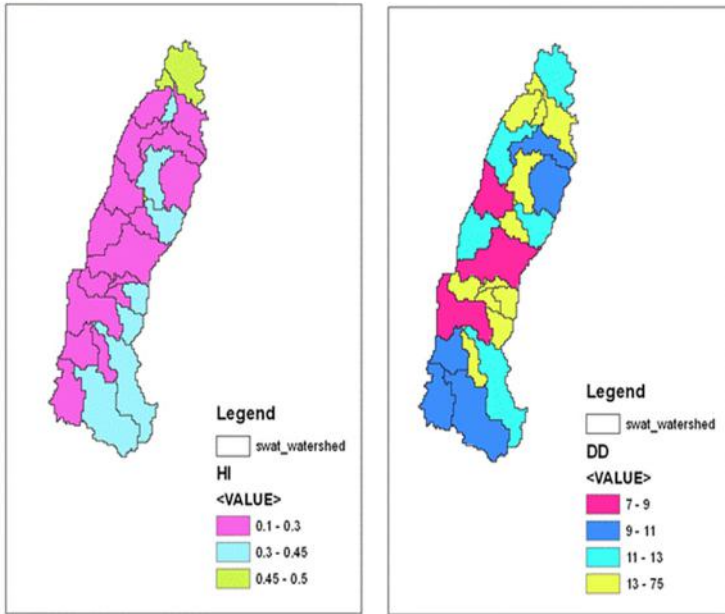 Legend
swat_watershed
HI
<VALUE>
0.1 - 0.3
0.3 - 0.45
0.45 - 0.5
Legend
swat_watershed
DD
<VALUE>
7 - 9
9 - 11
11 - 13
13 - 75